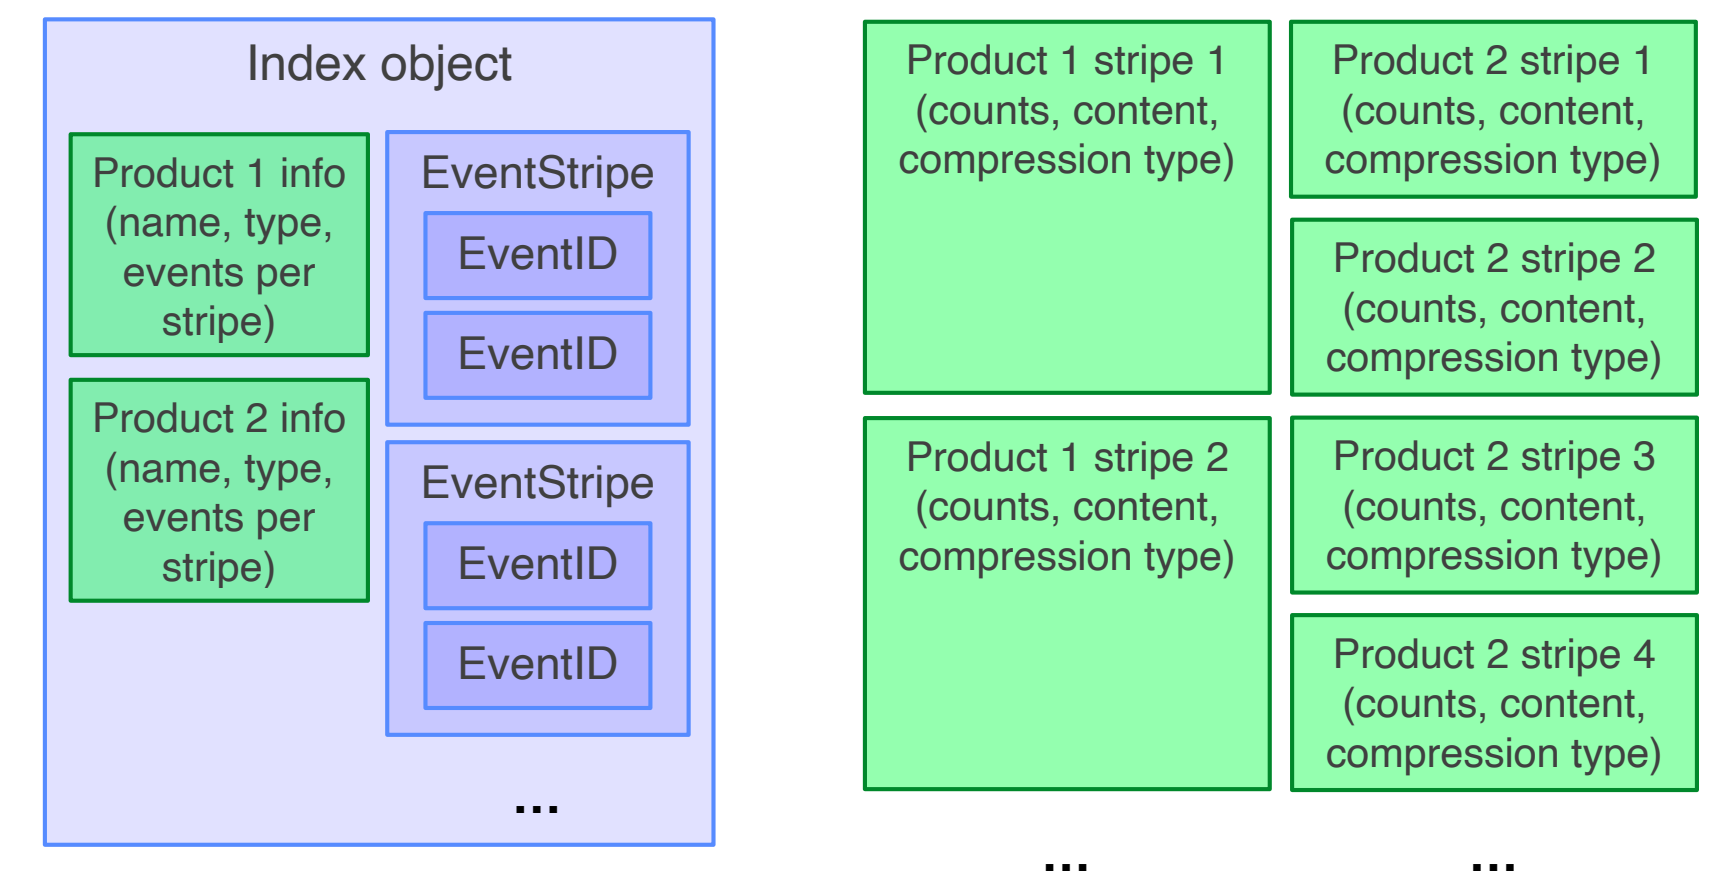 Index object
Product 1 info
(name, type,
events per
stripe)
Product 2 info
(name, type,
events per
stripe)
EventStripe
EventID
EventID
EventStripe
EventID
EventID
...
Product 1 stripe 1
(counts, content,
compression type)
Product 1 stripe 2
(counts, content,
compression type)
...
Product 2 stripe 1
(counts, content,
compression type)
Product 2 stripe 2
(counts, content,
compression type)
Product 2 stripe 3
(counts, content,
compression type)
Product 2 stripe 4
(counts, content,
compression type)
...